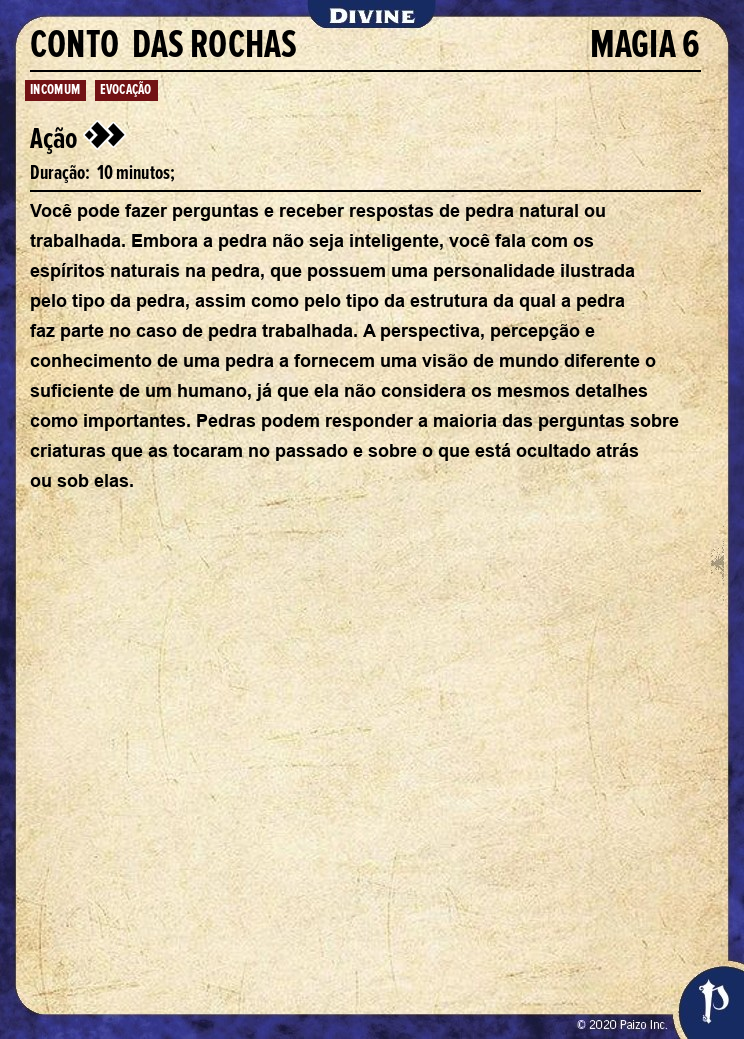 DIVINE
CONTO DAS ROCHAS MAGIA 6
INCOMUM EVOCAÇÃO
Ação
Duração: 10 minutos;
Você pode fazer perguntas e receber respostas de pedra natural ou
trabalhada. Embora a pedra não seja inteligente, você fala com os
espíritos naturais na pedra, que possuem uma personalidade ilustrada
pelo tipo da pedra, assim como pelo tipo da estrutura da qual a pedra
faz parte no caso de pedra trabalhada. A perspectiva, percepção e
conhecimento de uma pedra a fornecem uma visão de mundo diferente o
suficiente de um humano, já que ela não considera os mesmos detalhes
como importantes. Pedras podem responder a maioria das perguntas sobre
criaturas que as tocaram no passado e sobre o que está ocultado atrás
ou sob elas.
© 2020 Paizo Inc.
P